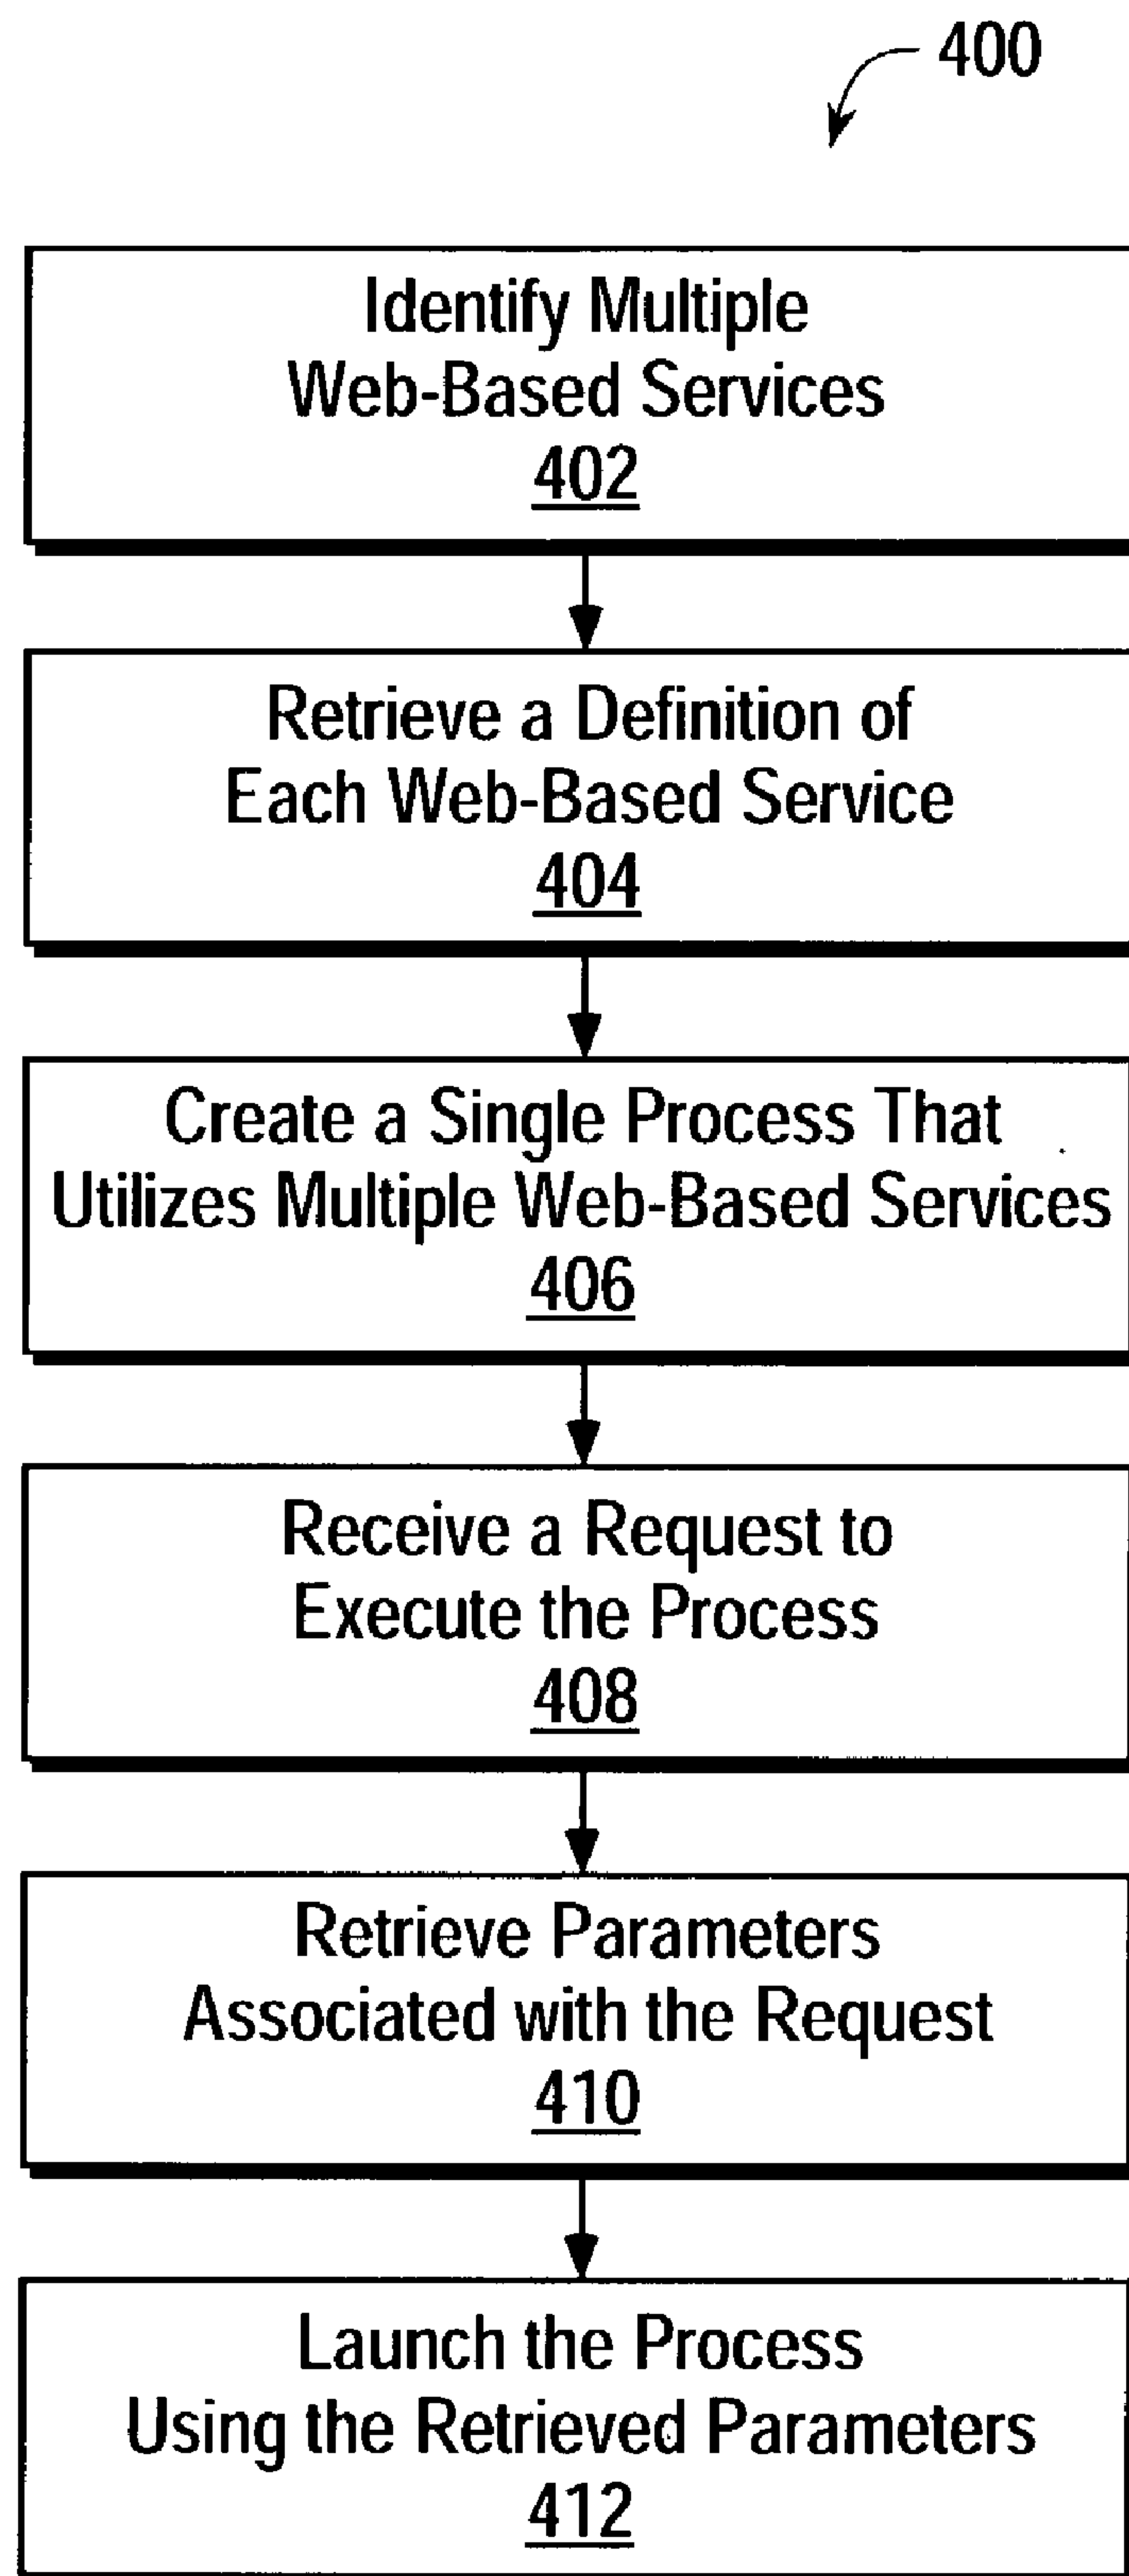 400
Identify Multiple
Web-Based Services
402
Retrieve a Definition of
Each Web-Based Service
404
Create a Single Process That
Utilizes Multiple Web-Based Services
406
Receive a Request to
Execute the Process
408
Retrieve Parameters
Associated with the Request
410
Launch the Process
Using the Retrieved Parameters
412